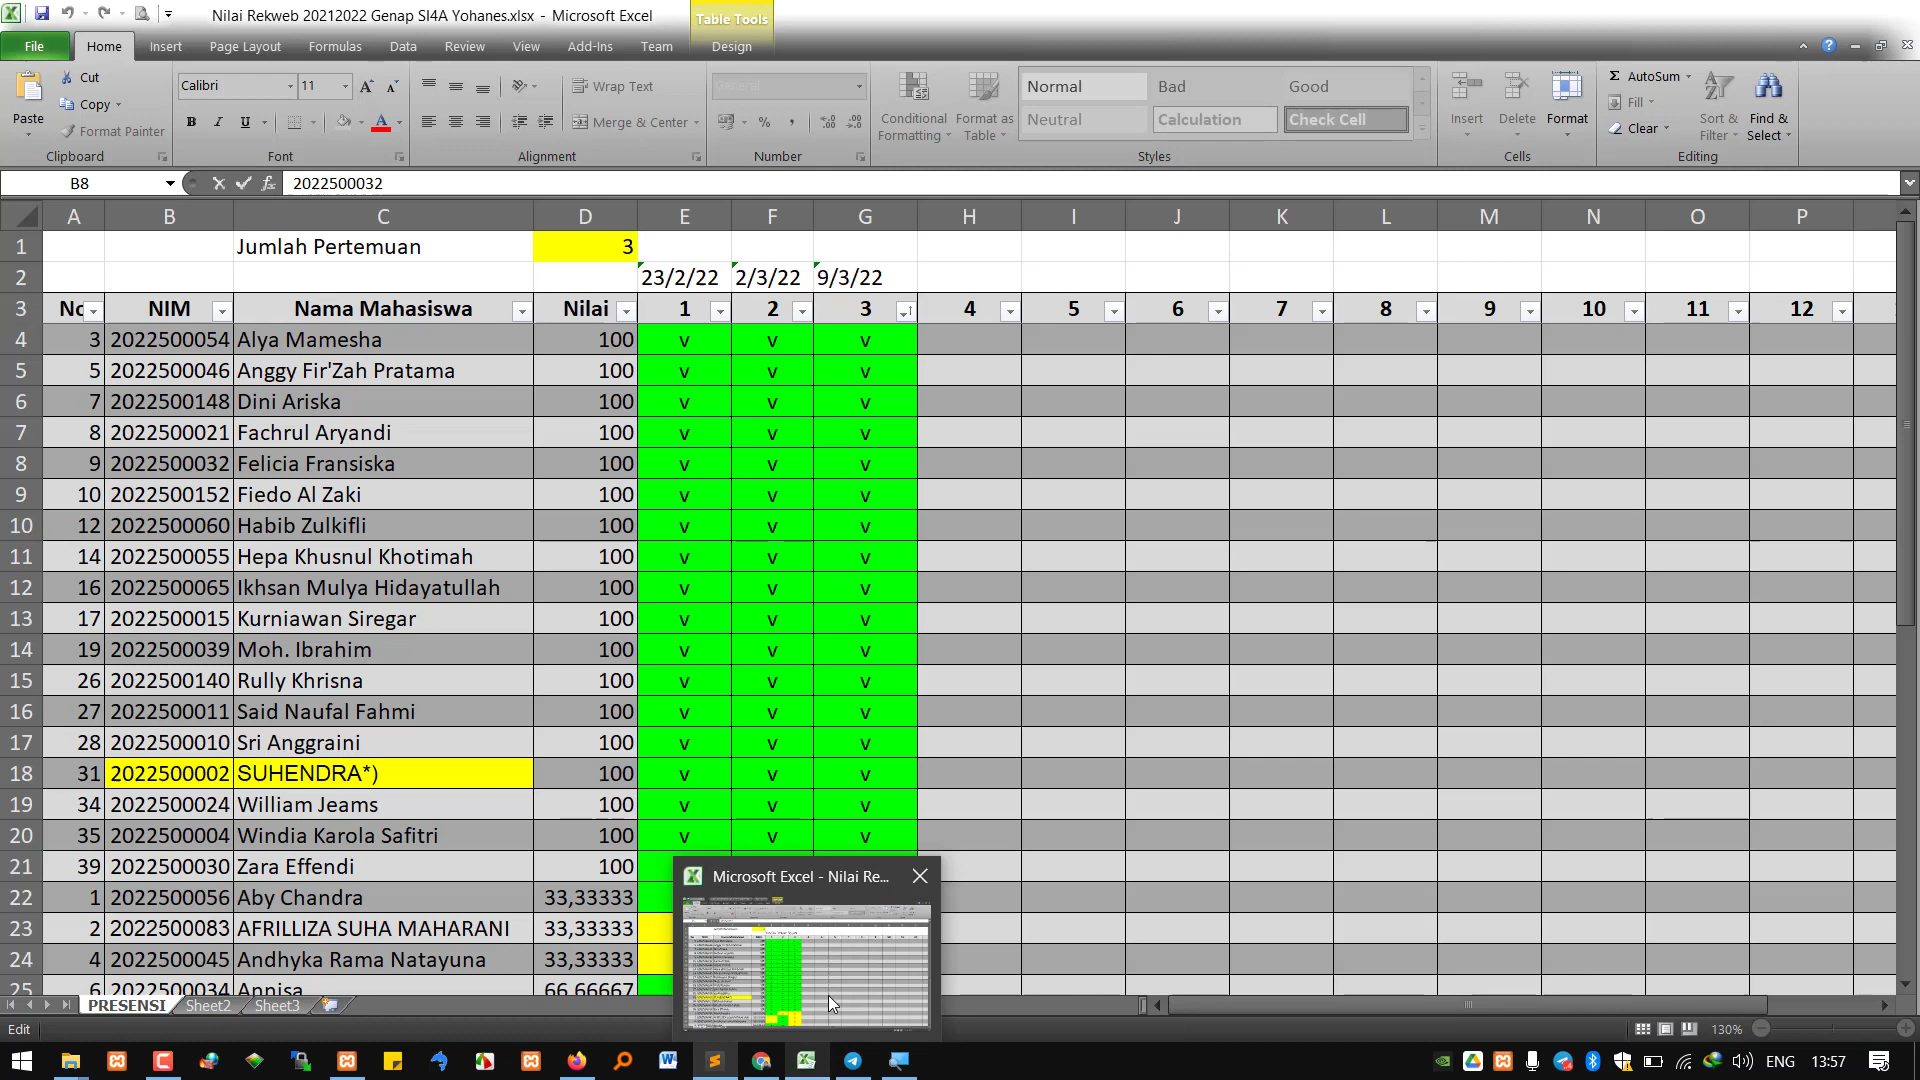 Nilai Rekweb 20212022 Genap SI4A Yohanes.xlsx - Microsoft Excel
Table Tools
File Home Insert Page Layout Formulas Data Review View Add-Ins Team Design
Paste
Cut
Copy
Format Painter
Clipboard
Calibri 11
B I U
Font
Wrap Text
Merge & Center
Alignment
General
%
Number
Conditional Formatting
Format as Table
Normal Bad Good
Neutral Calculation Check Cell
Styles
Insert Delete Format
Cells
AutoSum
Fill
Clear
Sort & Filter
Find & Select
Editing
B8 2022500032
A B C D E F G H I J K L M N O P
1 Jumlah Pertemuan 3
2 23/2/22 2/3/22 9/3/22
3 No NIM Nama Mahasiswa Nilai 1 2 3 4 5 6 7 8 9 10 11 12
4 3 2022500054 Alya Mamesha 100 v v v
5 5 2022500046 Anggy Fir'Zah Pratama 100 v v v
6 7 2022500148 Dini Ariska 100 v v v
7 8 2022500021 Fachrul Aryandi 100 v v v
8 9 2022500032 Felicia Fransiska 100 v v v
9 10 2022500152 Fiedo Al Zaki 100 v v v
10 12 2022500060 Habib Zulkifli 100 v v v
11 14 2022500055 Hepa Khusnul Khotimah 100 v v v
12 16 2022500065 Ikhsan Mulya Hidayatullah 100 v v v
13 17 2022500015 Kurniawan Siregar 100 v v v
14 19 2022500039 Moh. Ibrahim 100 v v v
15 26 2022500140 Rully Khrisna 100 v v v
16 27 2022500011 Said Naufal Fahmi 100 v v v
17 28 2022500010 Sri Anggraini 100 v v v
18 31 2022500002 SUHENDRA*) 100 v v v
19 34 2022500024 William Jeams 100 v v v
20 35 2022500004 Windia Karola Safitri 100 v v v
21 39 2022500030 Zara Effendi 100
22 1 2022500056 Aby Chandra 33,33333
23 2 2022500083 AFRILLIZA SUHA MAHARANI 33,33333
24 4 2022500045 Andhyka Rama Natayuna 33,33333
25 6 2022500034 Annisa 66,66667
Microsoft Excel - Nilai Re...
PRESENSI Sheet2 Sheet3
Edit 130%
ENG 13:57